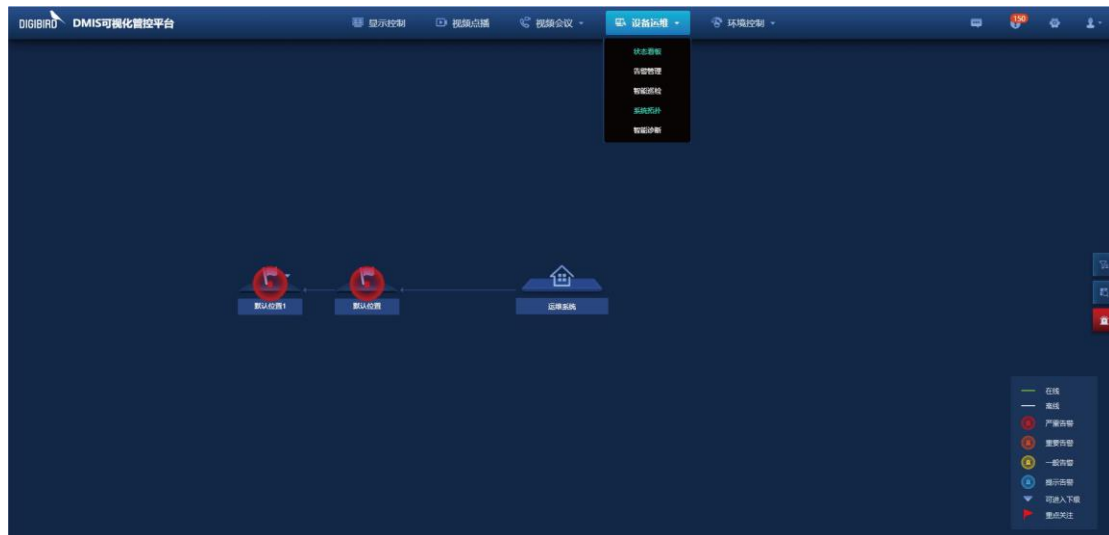 DIGIBIRD DMIS可视化管控平台 显示控制 视频点播 视频会议 设备运维 环境控制 150
状态看板
告警管理
智能巡检
系统拓扑
智能诊断
默认位置1 默认位置 运维系统
在线
离线
严重告警
重要告警
一般告警
提示告警
可进入下级
重点关注